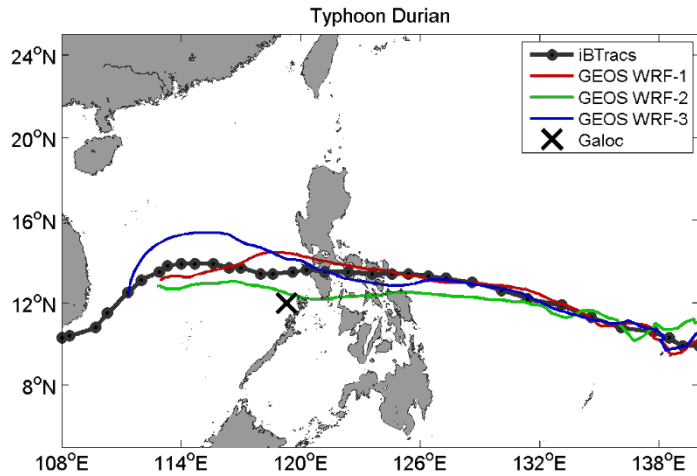 Typhoon Durian
24°N
20°N
16°N
12°N
8°N
iBTracs
GEOS WRF-1
GEOS WRF-2
GEOS WRF-3
Galoc
108°E 114°E 120°E 126°E 132°E 138°E